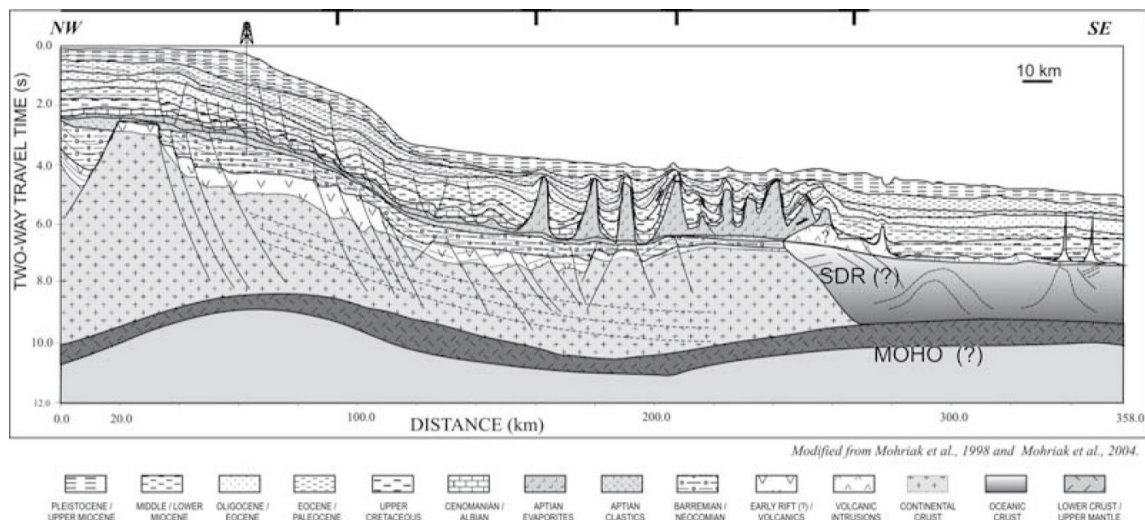 NW
SE
0.0
2.0
4.0
6.0
8.0
10.0
12.0
TWO-WAY TRAVEL TIME (s)
10 km
?
SDR (?)
MOHO (?)
0.0 20.0 100.0 200.0 300.0 358.0
DISTANCE (km)
Modified from Mohriak et al., 1998 and Mohriak et al., 2004.
PLEISTOCENE / UPPER MIOCENE
MIDDLE / LOWER MIOCENE
OLIGOCENE / EOCENE
EOCENE / PALEOCENE
UPPER CRETACEOUS
CENOMANIAN / ALBIAN
APTIAN EVAPORITES
APTIAN CLASTICS
BARREMIAN / NEOCOMIAN
EARLY RIFT (?) / VOLCANICS
VOLCANIC INTRUSIONS
CONTINENTAL CRUST
OCEANIC CRUST
LOWER CRUST / UPPER MANTLE